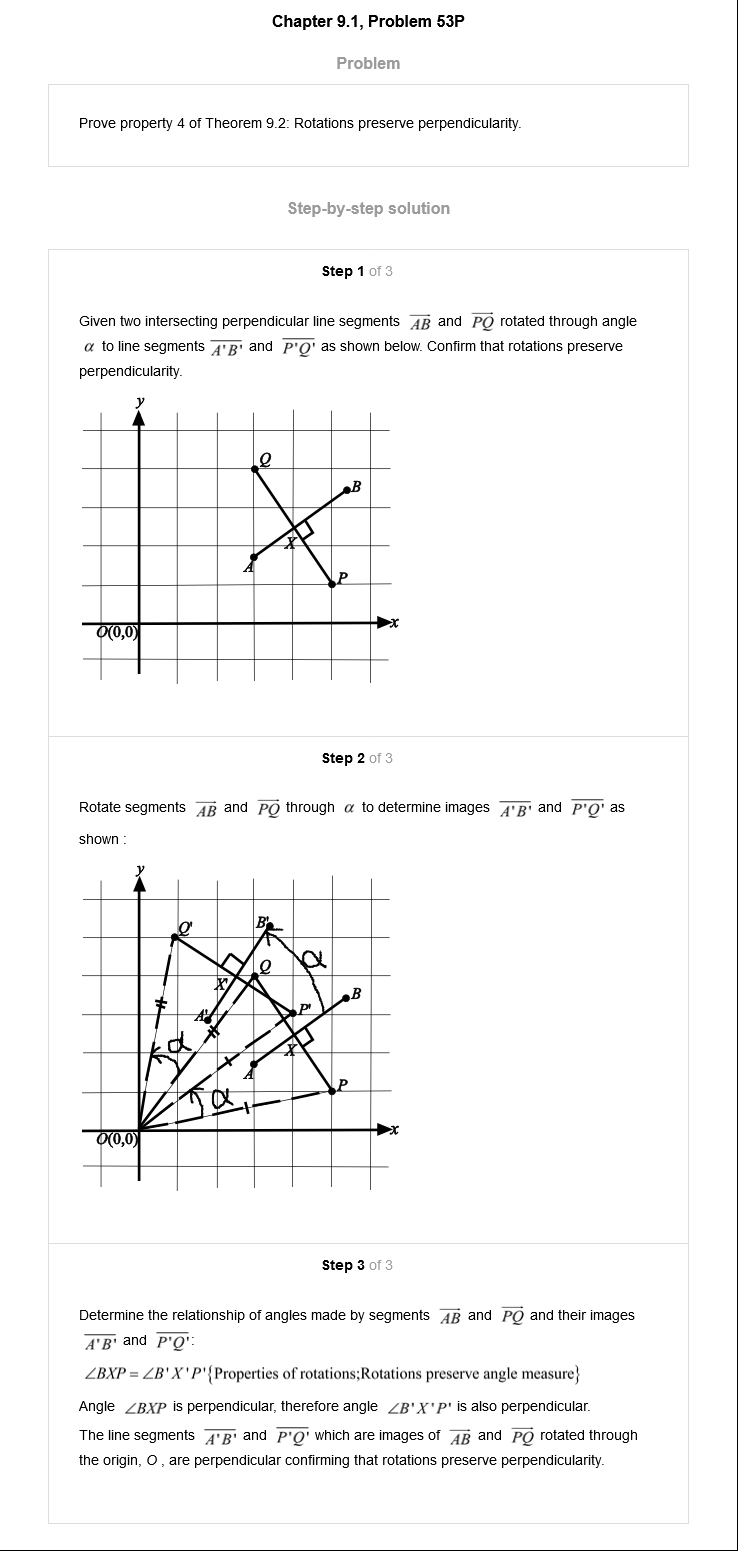 Chapter 9.1, Problem 53P
Problem
Prove property 4 of Theorem 9.2: Rotations preserve perpendicularity.
Step-by-step solution
Step 1 of 3
Given two intersecting perpendicular line segments AB and PQ rotated through angle
α to line segments A'B' and P'Q' as shown below. Confirm that rotations preserve
perpendicularity.
y
Q
B
X
A
P
x
O(0,0)
Step 2 of 3
Rotate segments AB and PQ through α to determine images A'B' and P'Q' as
shown :
y
Q'
B'
α
Q
X'
B
A'
P'
α
X
A
P
α
x
O(0,0)
Step 3 of 3
Determine the relationship of angles made by segments AB and PQ and their images
A'B' and P'Q':
∠BXP = ∠B'X'P'{Properties of rotations;Rotations preserve angle measure}
Angle ∠BXP is perpendicular, therefore angle ∠B'X'P' is also perpendicular.
The line segments A'B' and P'Q' which are images of AB and PQ rotated through
the origin, O , are perpendicular confirming that rotations preserve perpendicularity.